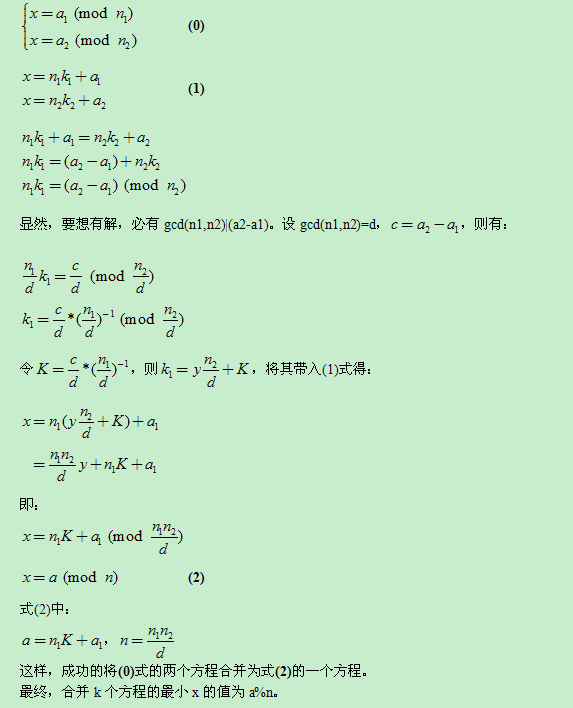 { x = a₁ (mod n₁)
{ x = a₂ (mod n₂) (0)
x = n₁k₁ + a₁
x = n₂k₂ + a₂ (1)
n₁k₁ + a₁ = n₂k₂ + a₂
n₁k₁ = (a₂ − a₁) + n₂k₂
n₁k₁ = (a₂ − a₁) (mod n₂)
显然，要想有解，必有 gcd(n1,n2)|(a2-a1)。设 gcd(n1,n2)=d，c = a₂ − a₁，则有：
n₁/d k₁ = c/d (mod n₂/d)
k₁ = c/d * (n₁/d)⁻¹ (mod n₂/d)
令 K = c/d * (n₁/d)⁻¹，则 k₁ = y n₂/d + K，将其带入(1)式得：
x = n₁(y n₂/d + K) + a₁
= n₁n₂/d y + n₁K + a₁
即：
x = n₁K + a₁ (mod n₁n₂/d)
x = a (mod n) (2)
式(2)中：
a = n₁K + a₁，n = n₁n₂/d
这样，成功的将(0)式的两个方程合并为式(2)的一个方程。
最终，合并 k 个方程的最小 x 的值为 a%n。